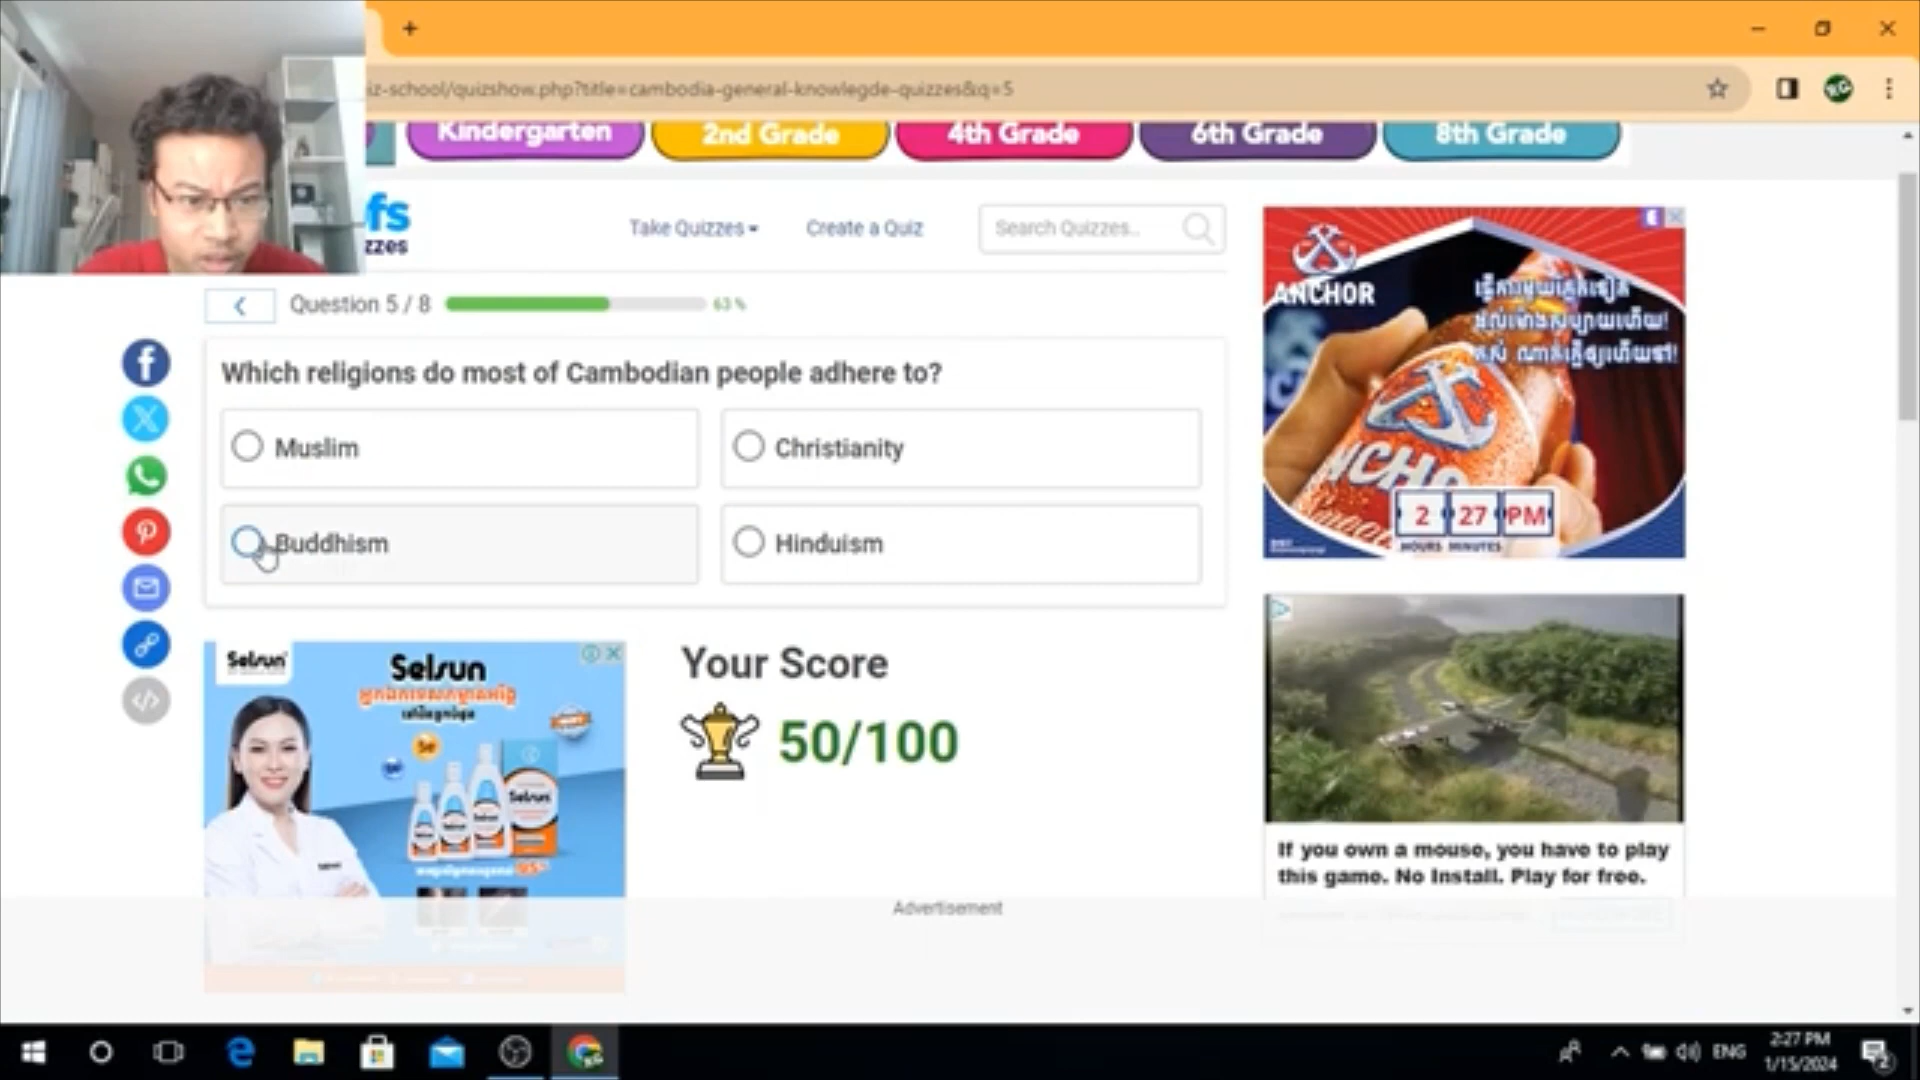 iz-school/quizshow.php?title=cambodia-general-knowlegde-quizzes&q=5
Kindergarten
2nd Grade
4th Grade
6th Grade
8th Grade
fs
zzes
Take Quizzes
Create a Quiz
Search Quizzes..
Question 5 / 8
63 %
Which religions do most of Cambodian people adhere to?
Muslim
Christianity
Buddhism
Hinduism
Your Score
50/100
Selsun
Selsun
Selsun
ANCHOR
2 27 PM
HOURS MINUTES
If you own a mouse, you have to play
this game. No Install. Play for free.
Advertisement
ENG
2:27 PM
1/15/2024
2